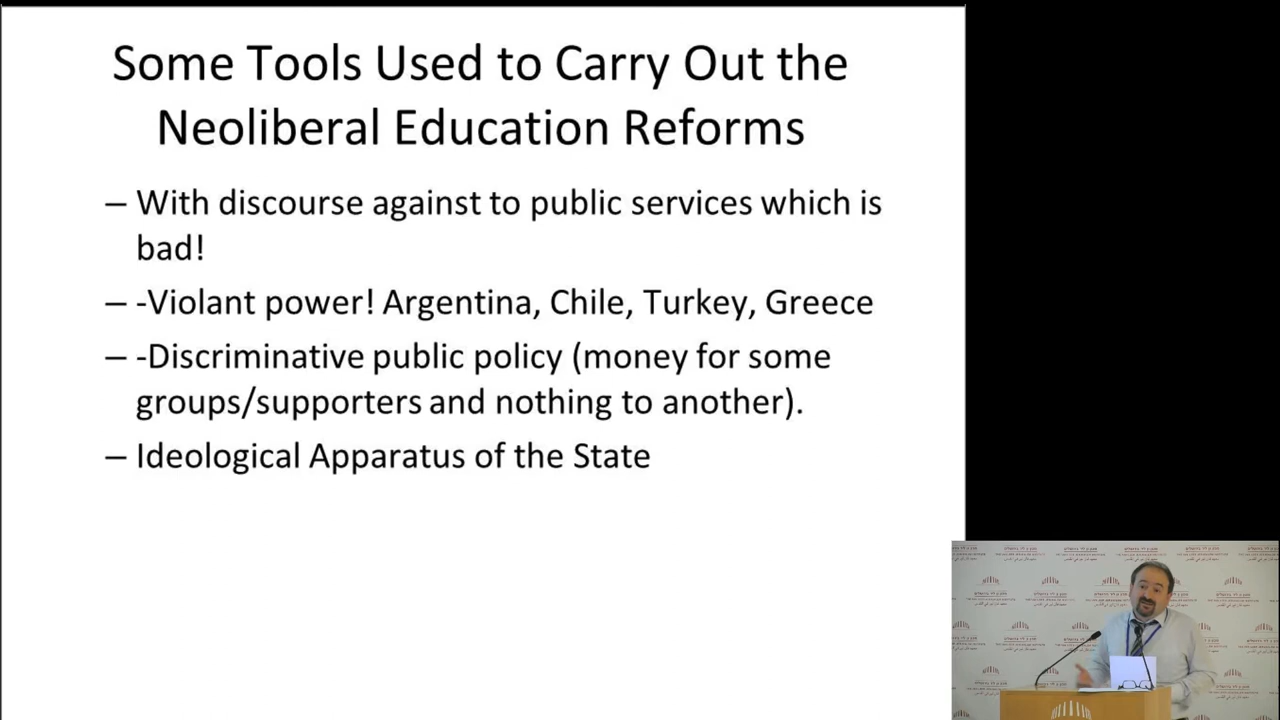 Some Tools Used to Carry Out the
Neoliberal Education Reforms
– With discourse against to public services which is
bad!
– -Violant power! Argentina, Chile, Turkey, Greece
– -Discriminative public policy (money for some
groups/supporters and nothing to another).
– Ideological Apparatus of the State